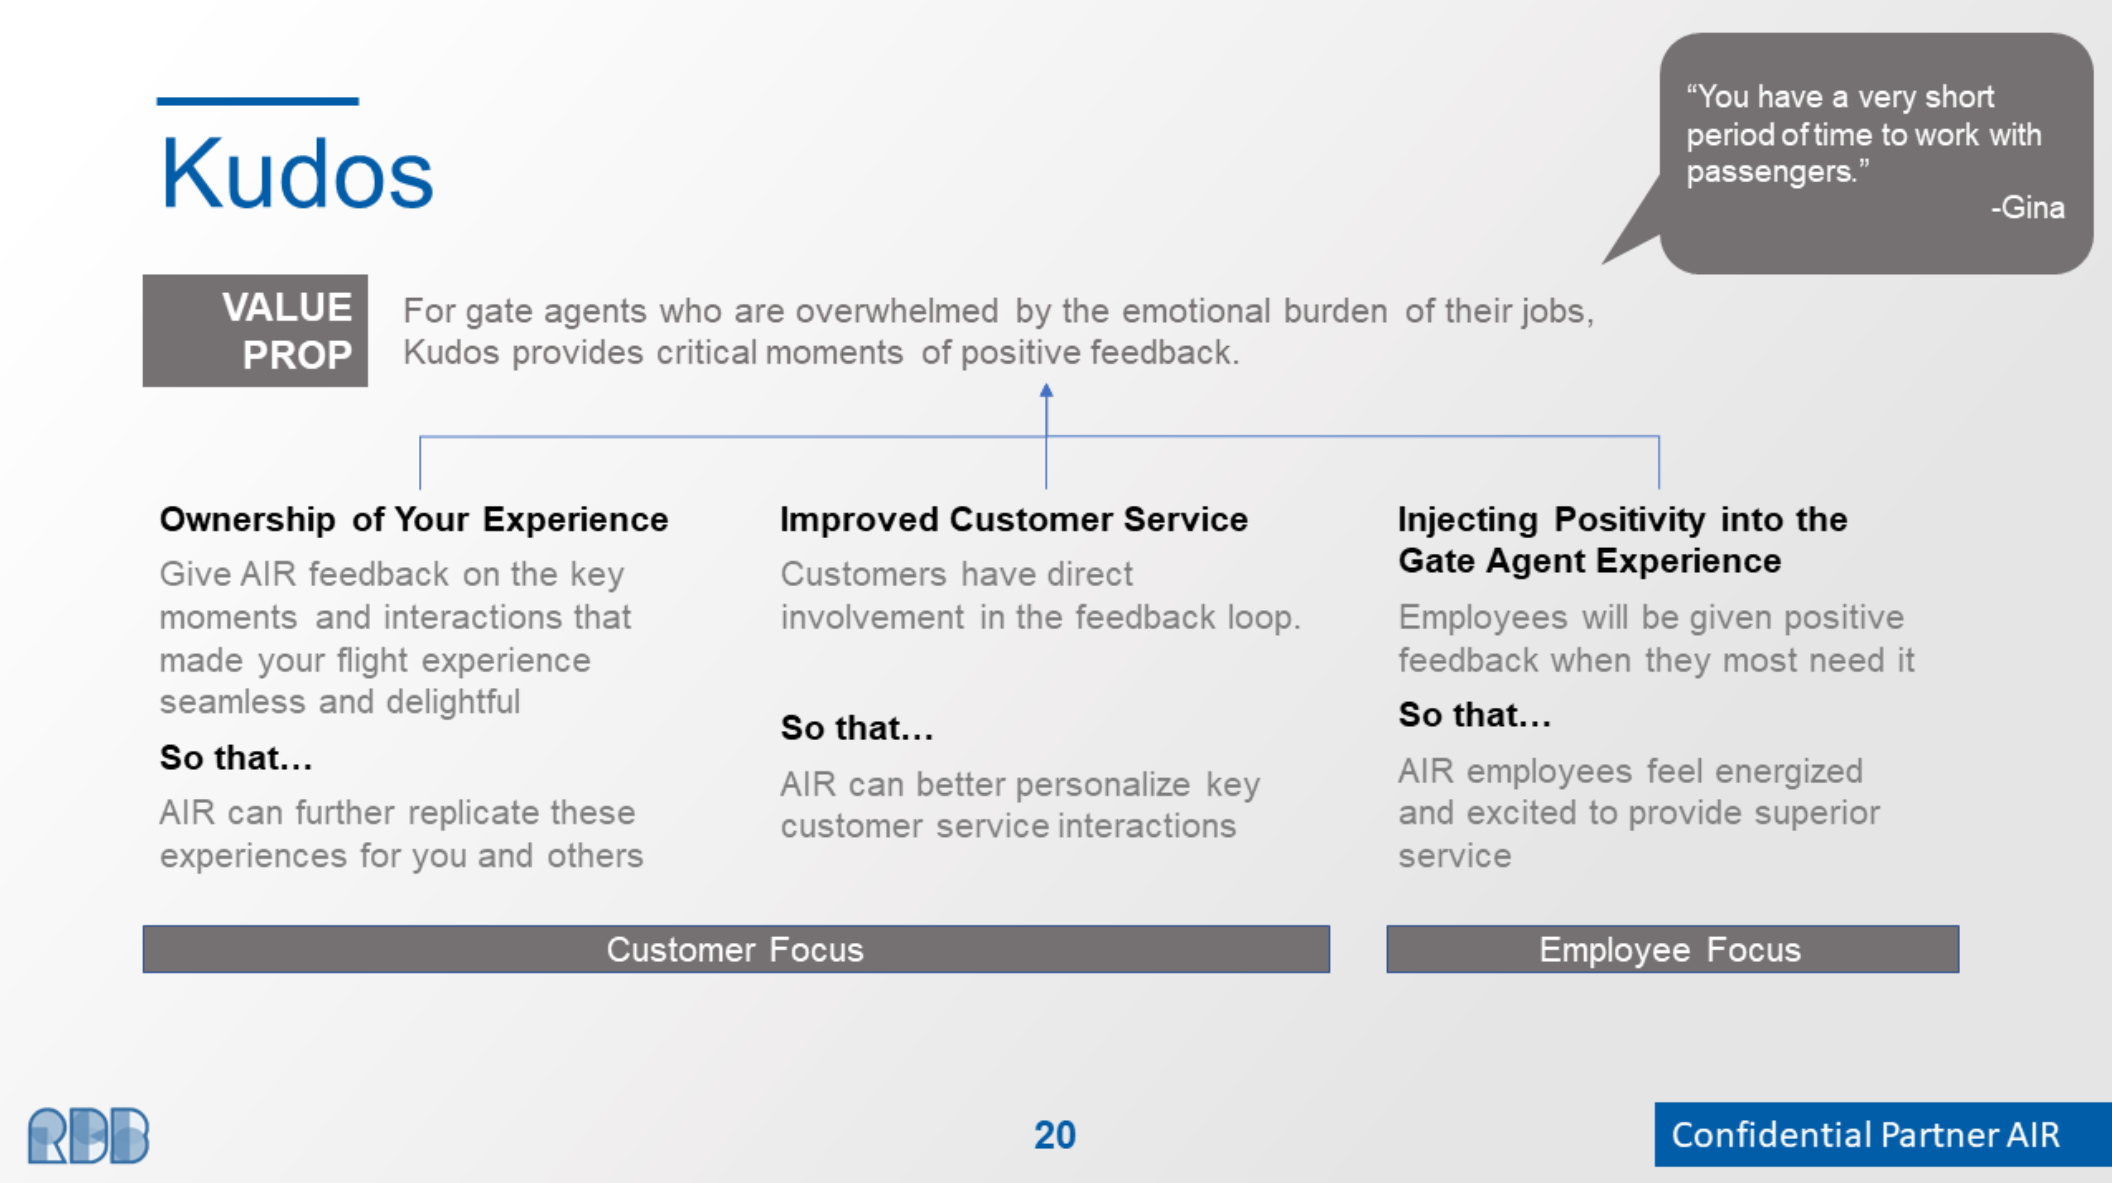 Kudos
“You have a very short
period of time to work with
passengers.”
-Gina
VALUE
PROP
For gate agents who are overwhelmed by the emotional burden of their jobs,
Kudos provides critical moments of positive feedback.
Ownership of Your Experience
Give AIR feedback on the key
moments and interactions that
made your flight experience
seamless and delightful
So that…
AIR can further replicate these
experiences for you and others
Improved Customer Service
Customers have direct
involvement in the feedback loop.
So that…
AIR can better personalize key
customer service interactions
Injecting Positivity into the
Gate Agent Experience
Employees will be given positive
feedback when they most need it
So that…
AIR employees feel energized
and excited to provide superior
service
Customer Focus
Employee Focus
RBB
20
Confidential Partner AIR